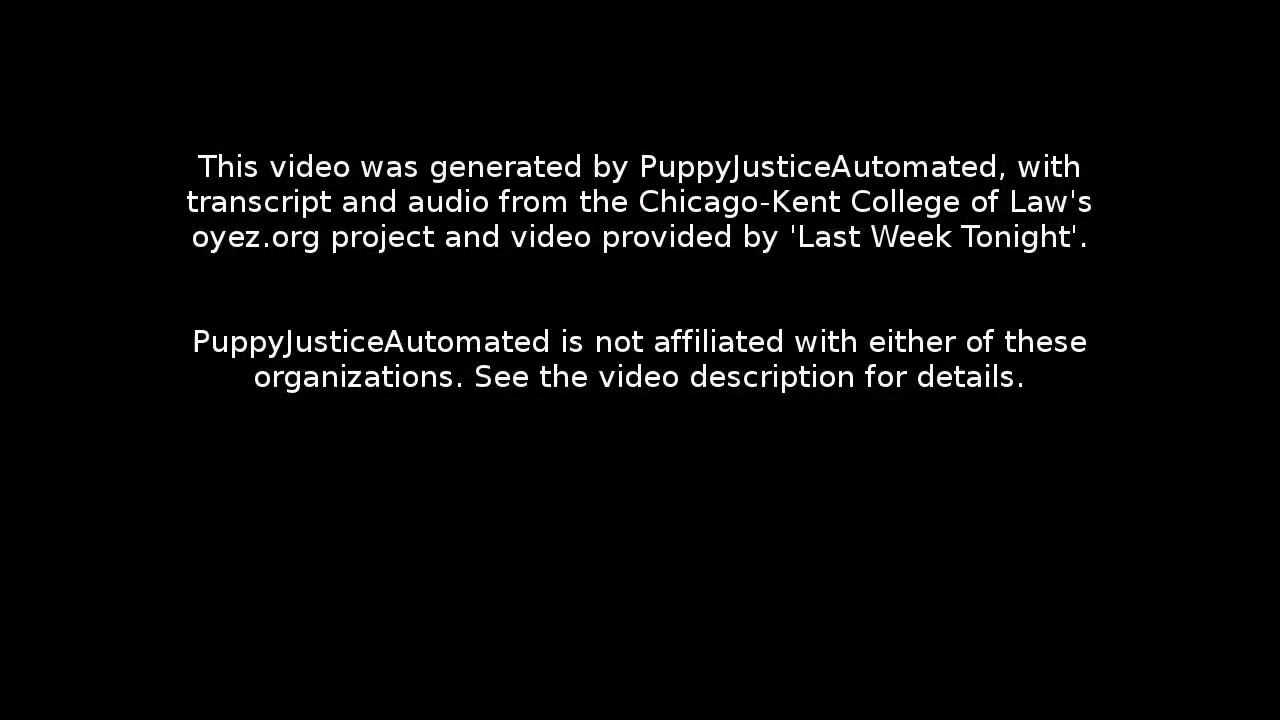 This video was generated by PuppyJusticeAutomated, with
transcript and audio from the Chicago-Kent College of Law's
oyez.org project and video provided by 'Last Week Tonight'.
PuppyJusticeAutomated is not affiliated with either of these
organizations. See the video description for details.